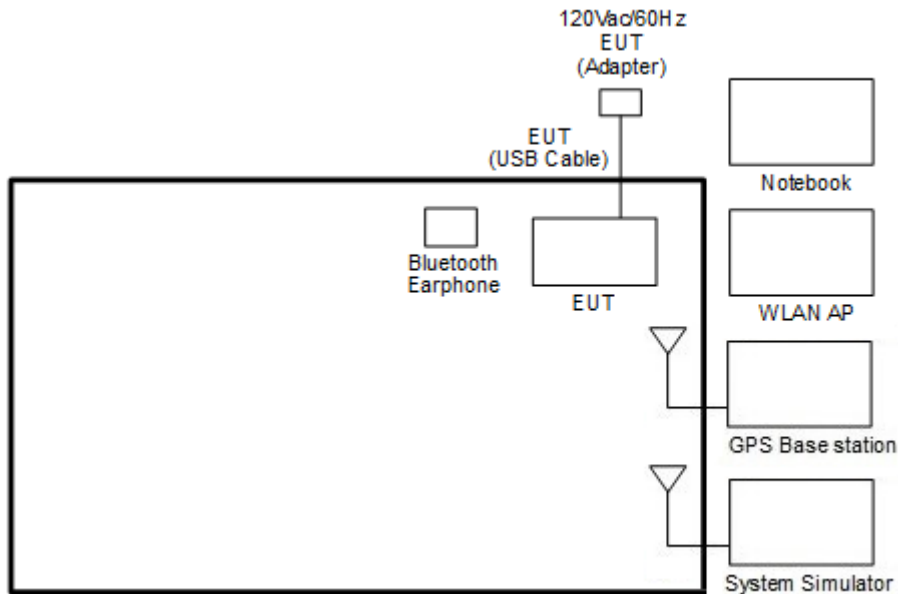 120Vac/60Hz
EUT
(Adapter)
EUT
(USB Cable)
Notebook
Bluetooth
Earphone
EUT
WLAN AP
GPS Base station
System Simulator